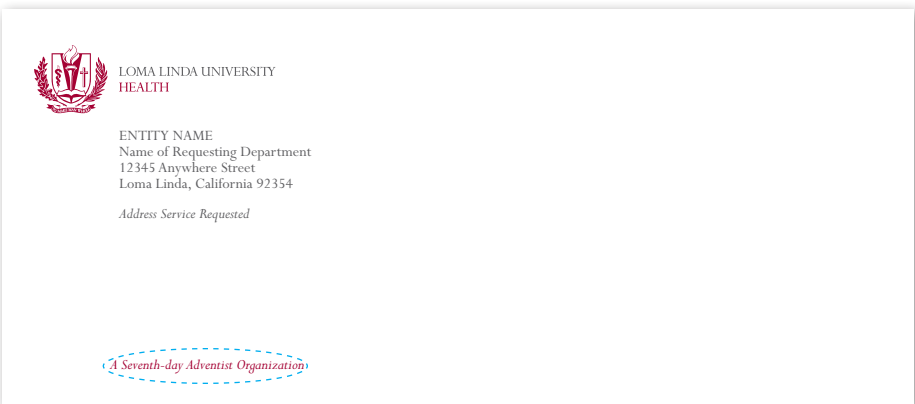 LOMA LINDA UNIVERSITY
HEALTH
ENTITY NAME
Name of Requesting Department
12345 Anywhere Street
Loma Linda, California 92354
Address Service Requested
A Seventh-day Adventist Organization